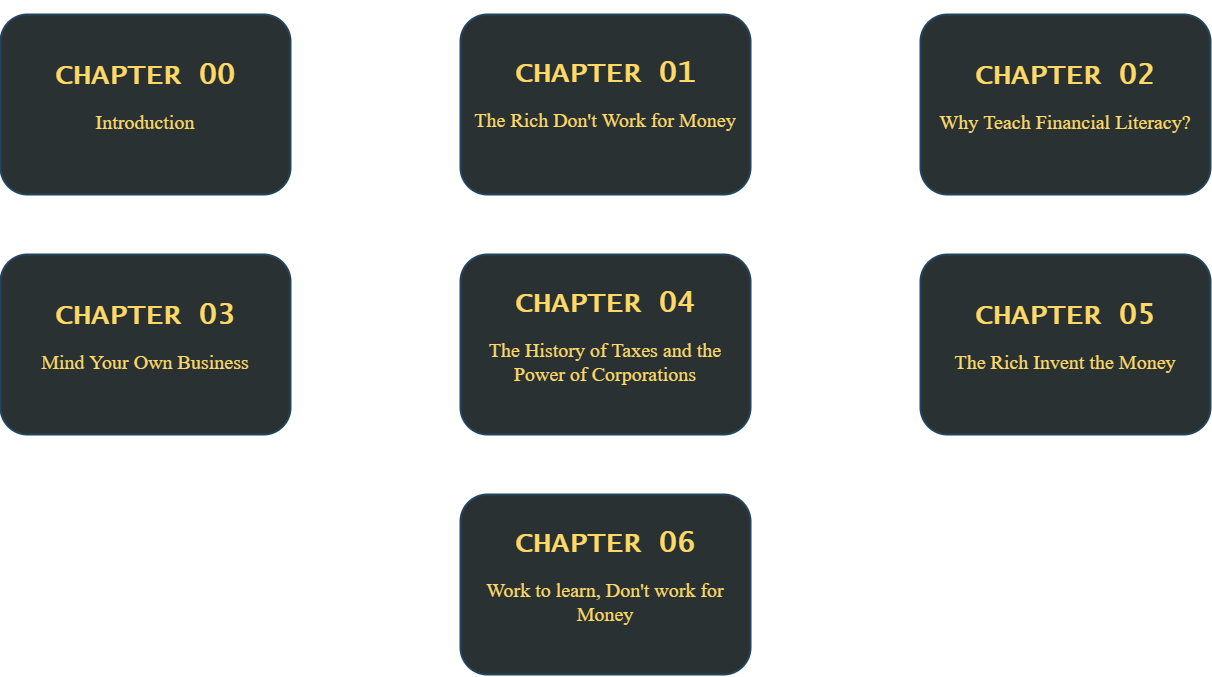 CHAPTER 00
Introduction
CHAPTER 01
The Rich Don't Work for Money
CHAPTER 02
Why Teach Financial Literacy?
CHAPTER 03
Mind Your Own Business
CHAPTER 04
The History of Taxes and the
Power of Corporations
CHAPTER 05
The Rich Invent the Money
CHAPTER 06
Work to learn, Don't work for
Money